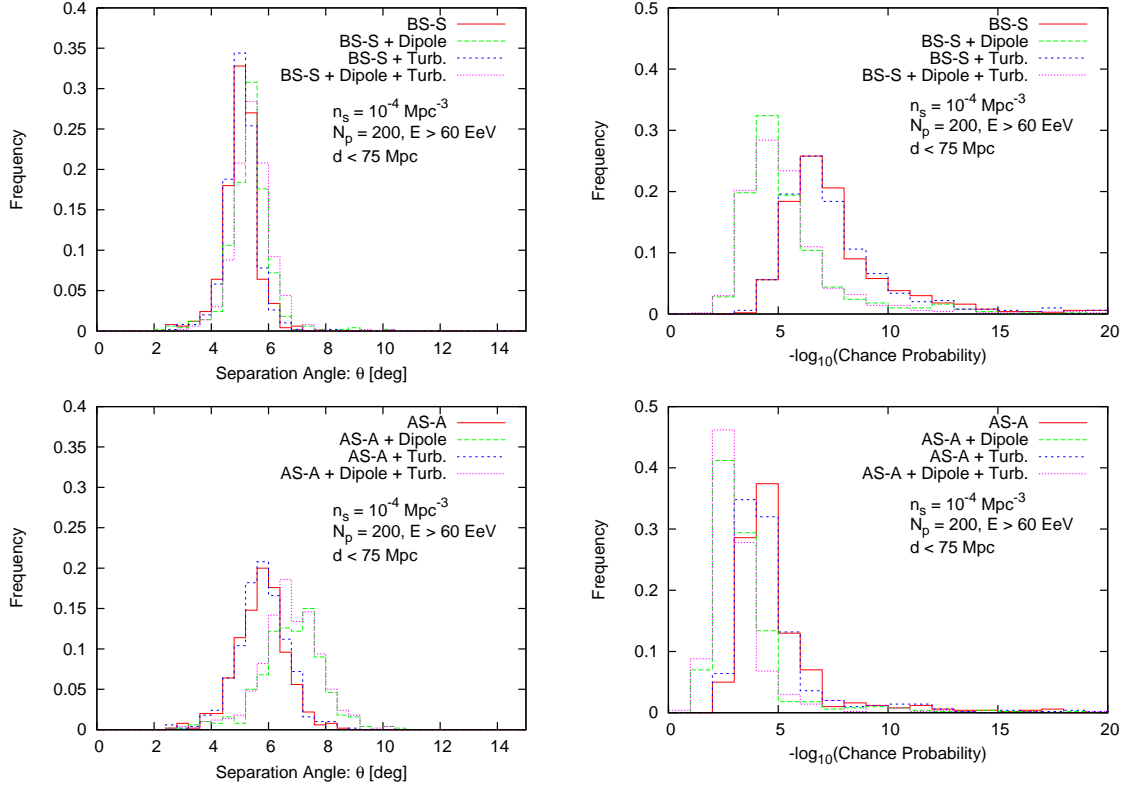 BS-S
BS-S + Dipole
BS-S + Turb.
BS-S + Dipole + Turb.
n_s = 10^-4 Mpc^-3
N_p = 200, E > 60 EeV
d < 75 Mpc
Frequency
0.4
0.35
0.3
0.25
0.2
0.15
0.1
0.05
0
0 2 4 6 8 10 12 14
Separation Angle: θ [deg]
BS-S
BS-S + Dipole
BS-S + Turb.
BS-S + Dipole + Turb.
n_s = 10^-4 Mpc^-3
N_p = 200, E > 60 EeV
d < 75 Mpc
Frequency
0.5
0.4
0.3
0.2
0.1
0
0 5 10 15 20
-log_10(Chance Probability)
AS-A
AS-A + Dipole
AS-A + Turb.
AS-A + Dipole + Turb.
n_s = 10^-4 Mpc^-3
N_p = 200, E > 60 EeV
d < 75 Mpc
Frequency
0.4
0.35
0.3
0.25
0.2
0.15
0.1
0.05
0
0 2 4 6 8 10 12 14
Separation Angle: θ [deg]
AS-A
AS-A + Dipole
AS-A + Turb.
AS-A + Dipole + Turb.
n_s = 10^-4 Mpc^-3
N_p = 200, E > 60 EeV
d < 75 Mpc
Frequency
0.5
0.4
0.3
0.2
0.1
0
0 5 10 15 20
-log_10(Chance Probability)